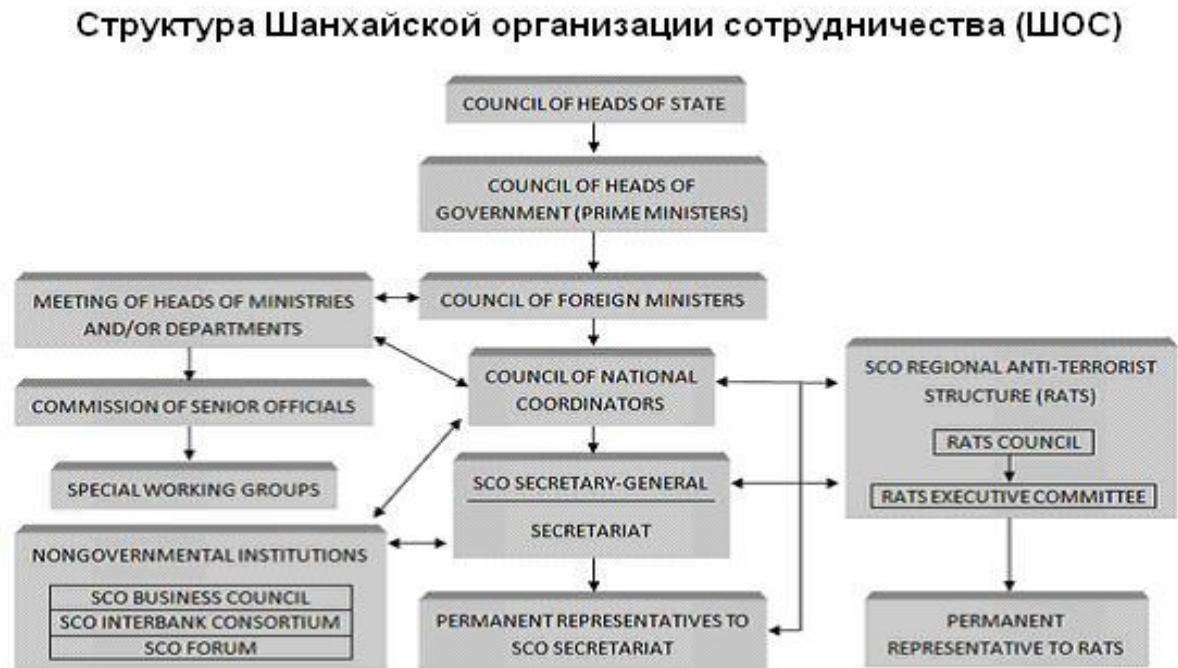 Структура Шанхайской организации сотрудничества (ШОС)
COUNCIL OF HEADS OF STATE
COUNCIL OF HEADS OF
GOVERNMENT (PRIME MINISTERS)
MEETING OF HEADS OF MINISTRIES
AND/OR DEPARTMENTS
COUNCIL OF FOREIGN MINISTERS
COMMISSION OF SENIOR OFFICIALS
COUNCIL OF NATIONAL
COORDINATORS
SCO REGIONAL ANTI-TERRORIST
STRUCTURE (RATS)
RATS COUNCIL
RATS EXECUTIVE COMMITTEE
SPECIAL WORKING GROUPS
SCO SECRETARY-GENERAL
SECRETARIAT
NONGOVERNMENTAL INSTITUTIONS
SCO BUSINESS COUNCIL
SCO INTERBANK CONSORTIUM
SCO FORUM
PERMANENT REPRESENTATIVES TO
SCO SECRETARIAT
PERMANENT
REPRESENTATIVE TO RATS